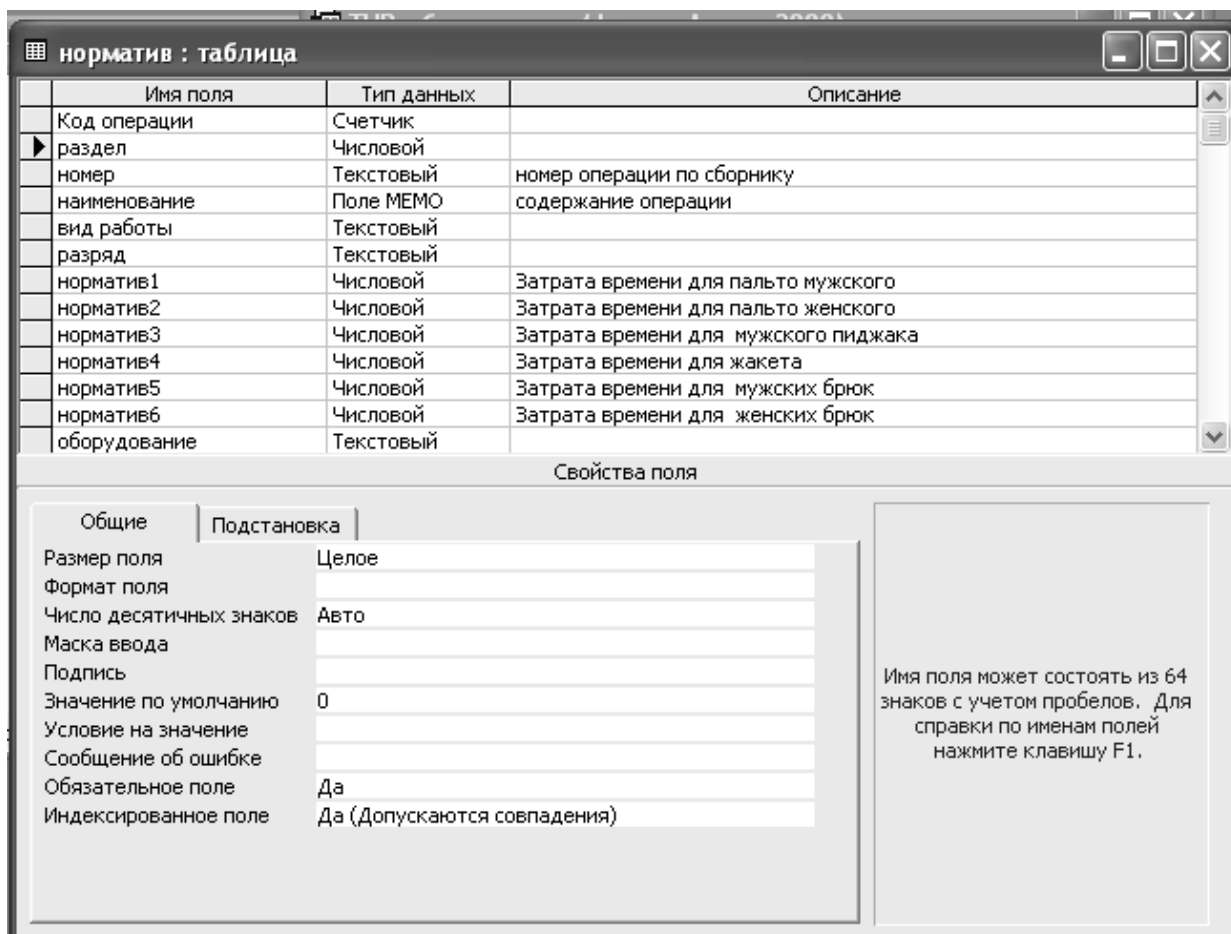 норматив : таблица
Имя поля Тип данных Описание
Код операции Счетчик
раздел Числовой
номер Текстовый номер операции по сборнику
наименование Поле МЕМО содержание операции
вид работы Текстовый
разряд Текстовый
норматив1 Числовой Затрата времени для пальто мужского
норматив2 Числовой Затрата времени для пальто женского
норматив3 Числовой Затрата времени для мужского пиджака
норматив4 Числовой Затрата времени для жакета
норматив5 Числовой Затрата времени для мужских брюк
норматив6 Числовой Затрата времени для женских брюк
оборудование Текстовый
Свойства поля
Общие Подстановка
Размер поля Целое
Формат поля
Число десятичных знаков Авто
Маска ввода
Подпись
Значение по умолчанию 0
Условие на значение
Сообщение об ошибке
Обязательное поле Да
Индексированное поле Да (Допускаются совпадения)
Имя поля может состоять из 64
знаков с учетом пробелов. Для
справки по именам полей
нажмите клавишу F1.